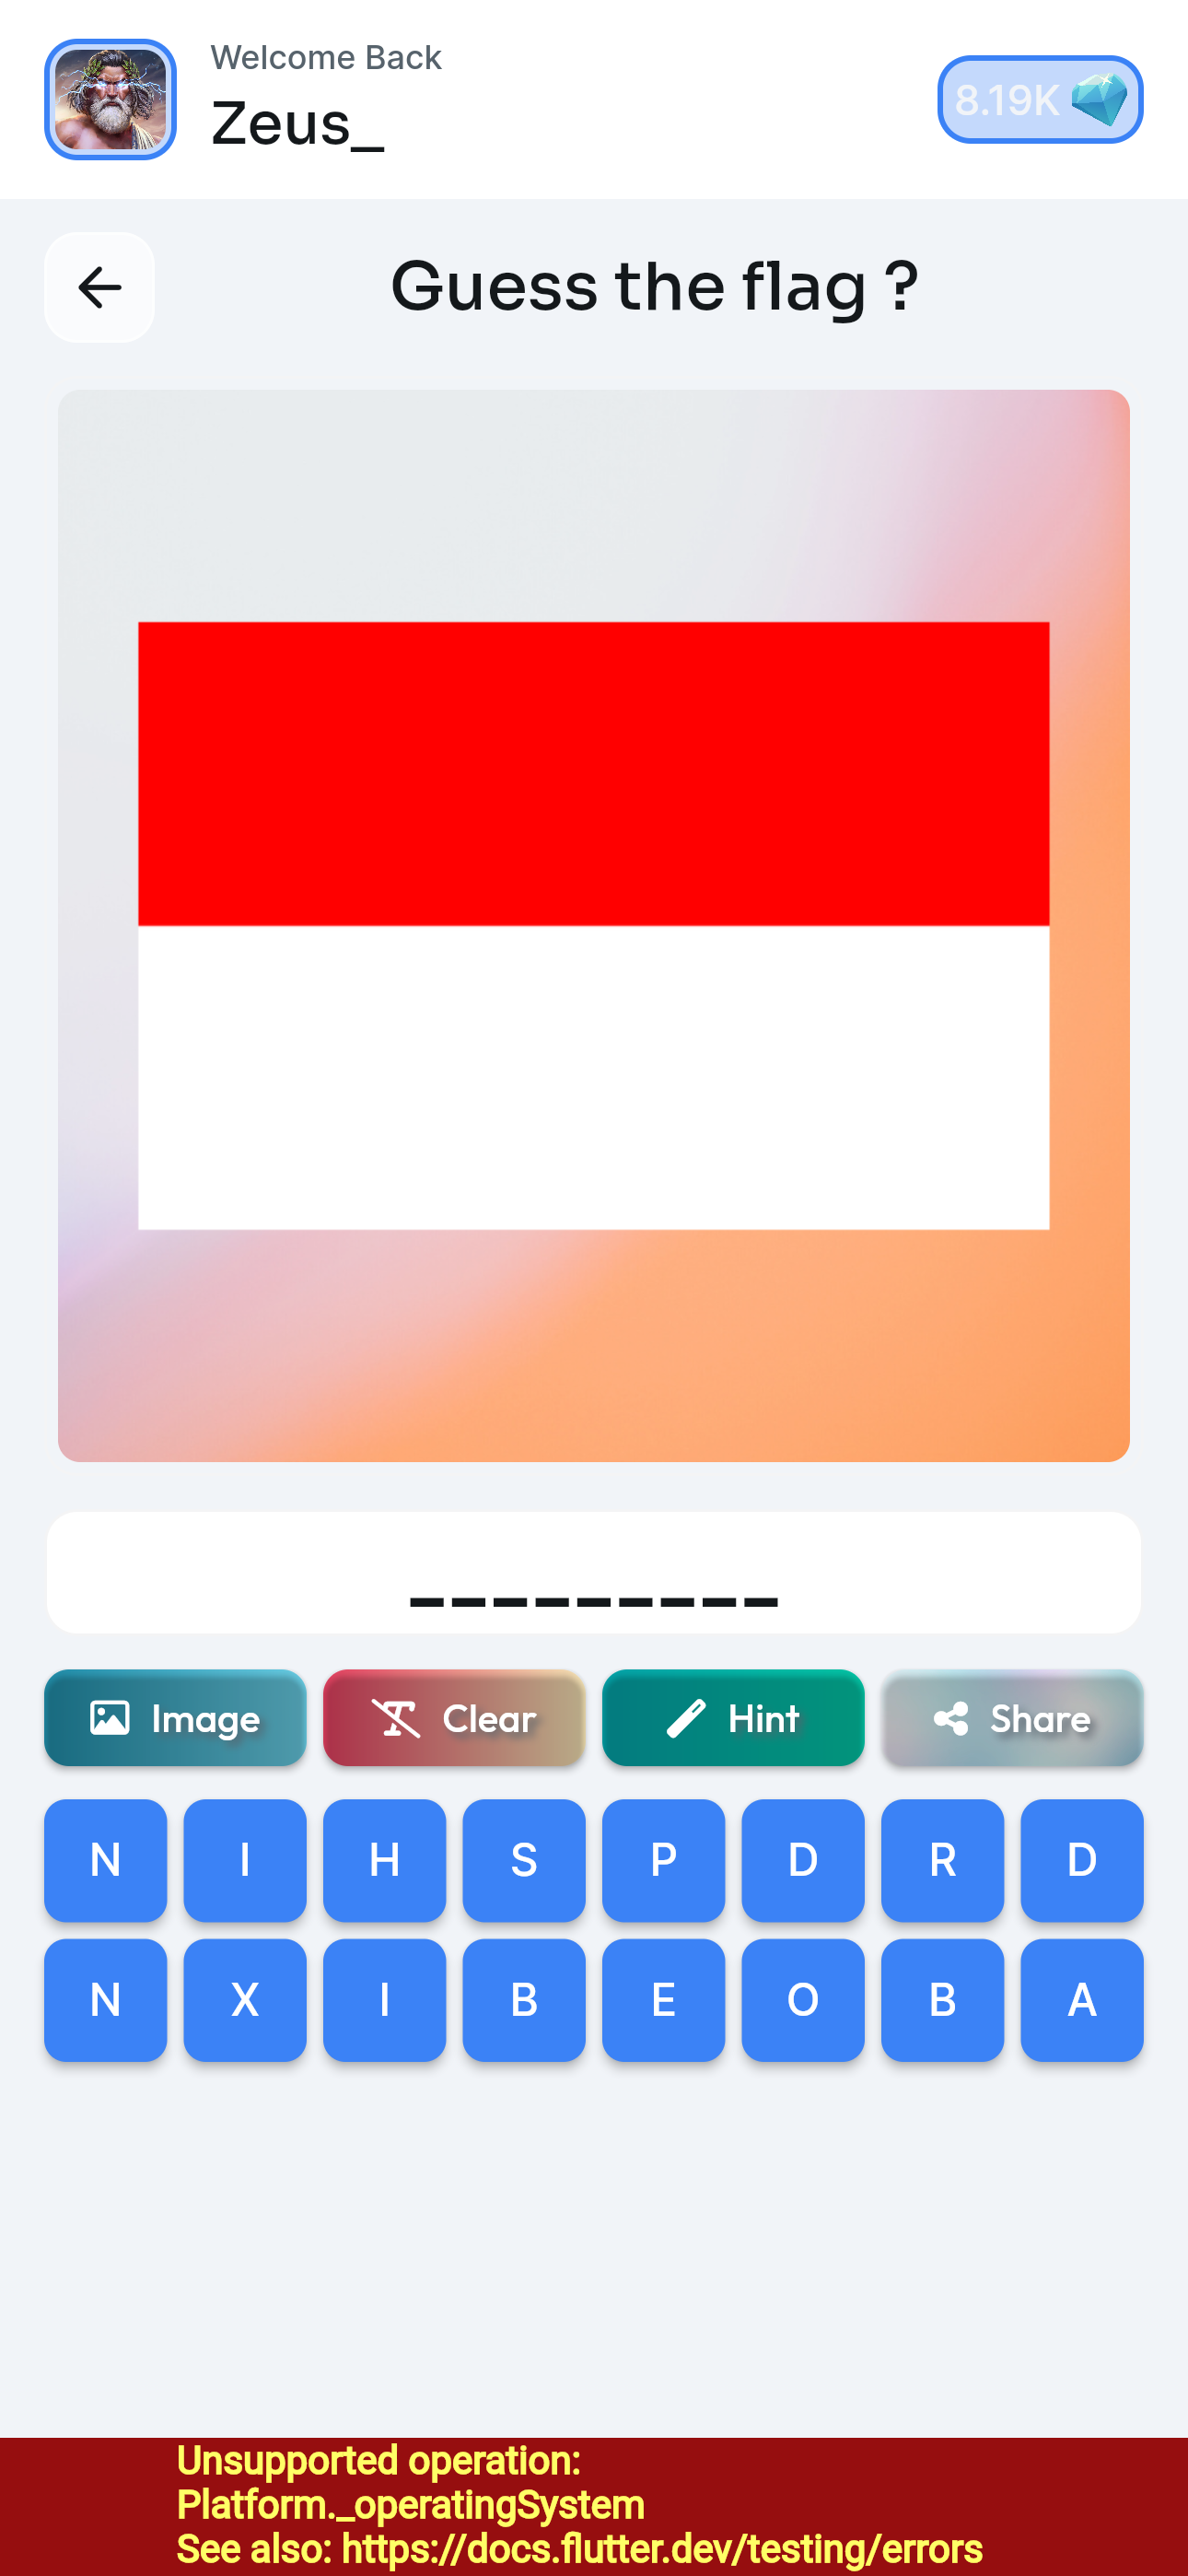 Welcome Back
Zeus_
8.19K
Guess the flag ?
_ _ _ _ _ _ _ _ _
Image Clear Hint Share
N I H S P D R D
N X I B E O B A
Unsupported operation:
Platform._operatingSystem
See also: https://docs.flutter.dev/testing/errors